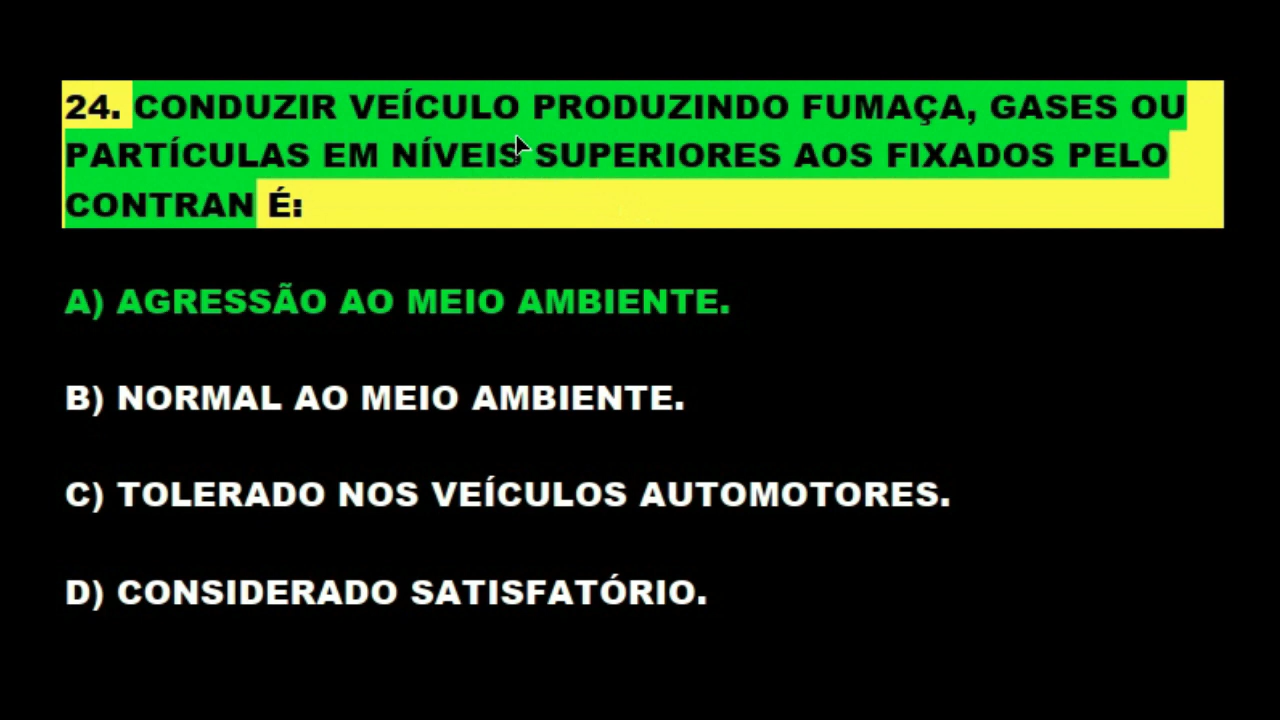 24. CONDUZIR VEÍCULO PRODUZINDO FUMAÇA, GASES OU
PARTÍCULAS EM NÍVEIS SUPERIORES AOS FIXADOS PELO
CONTRAN É:
A) AGRESSÃO AO MEIO AMBIENTE.
B) NORMAL AO MEIO AMBIENTE.
C) TOLERADO NOS VEÍCULOS AUTOMOTORES.
D) CONSIDERADO SATISFATÓRIO.